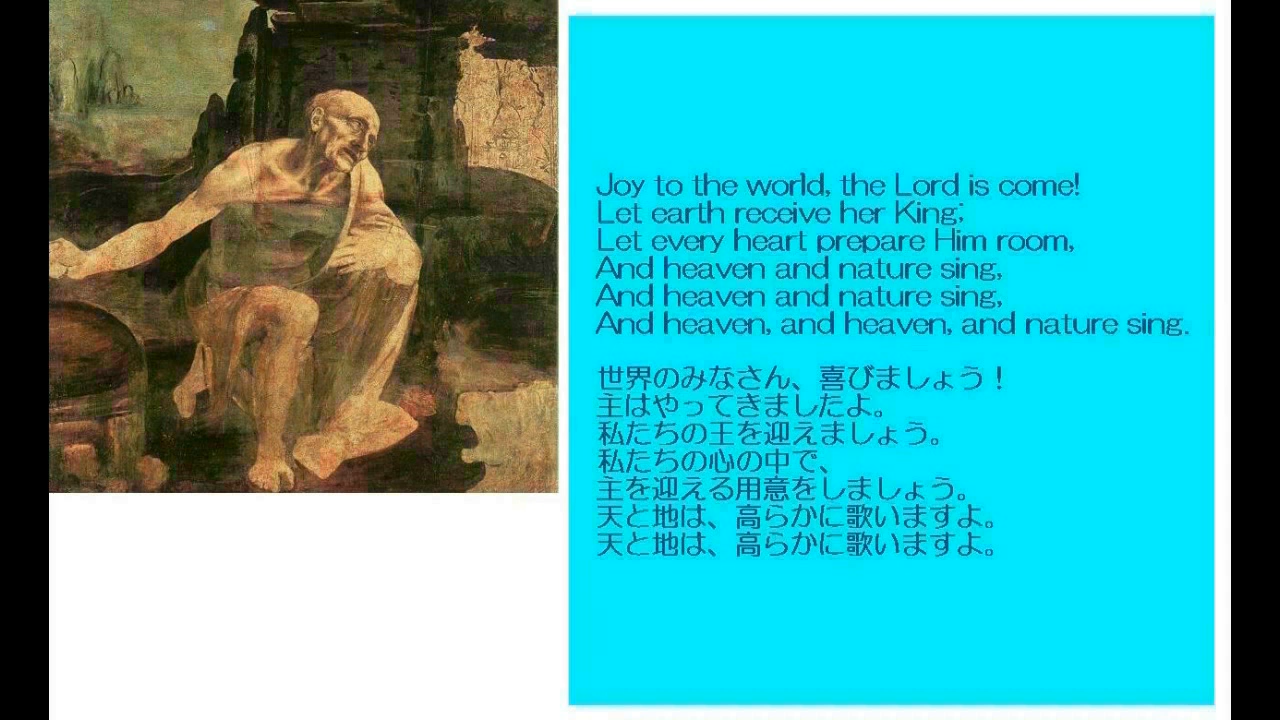 Joy to the world, the Lord is come!
Let earth receive her King;
Let every heart prepare Him room,
And heaven and nature sing,
And heaven and nature sing,
And heaven, and heaven, and nature sing.
世界のみなさん、喜びましょう！
主はやってきましたよ。
私たちの王を迎えましょう。
私たちの心の中で、
主を迎える用意をしましょう。
天と地は、高らかに歌いますよ。
天と地は、高らかに歌いますよ。